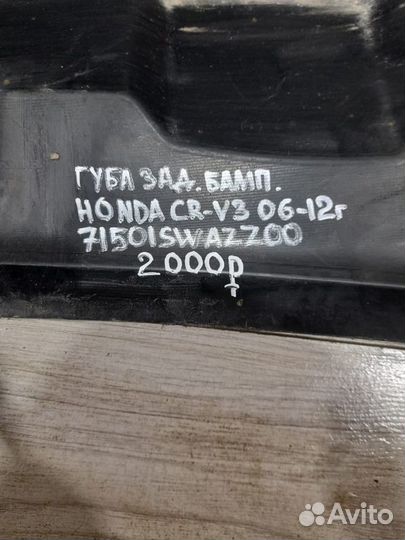 ГУБА ЗАД. БАМП.
HONDA CR-V3 06-12г
71501SWAZZ00
2000р
Avito